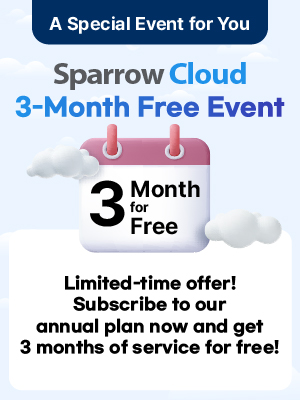 A Special Event for You
Sparrow Cloud
3-Month Free Event
3 Month
for
Free
Limited-time offer!
Subscribe to our
annual plan now and get
3 months of service for free!